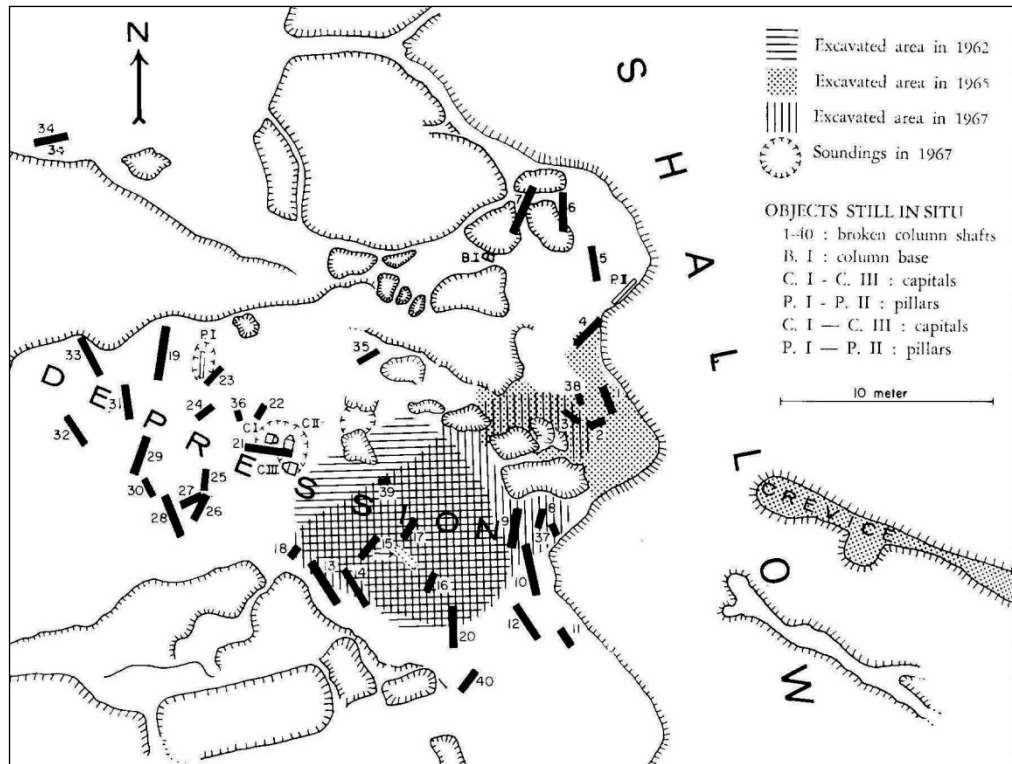 N
Excavated area in 1962
Excavated area in 1965
Excavated area in 1967
Soundings in 1967
OBJECTS STILL IN SITU
1-40 : broken column shafts
B. I : column base
C. I - C. III : capitals
P. I - P. II : pillars
C. I — C. III : capitals
P. I — P. II : pillars
10 meter
SHALLOW
DEPRESSION
CREVICE
34
34
7
6
B.I
5
P.II
4
P.I
33
19
35
23
38
1
31
24
36
22
3
2
32
C.I
C.II
21
29
C.III
25
30
39
27
26
28
9
8
17
15
37
18
13
14
16
10
12
11
20
40